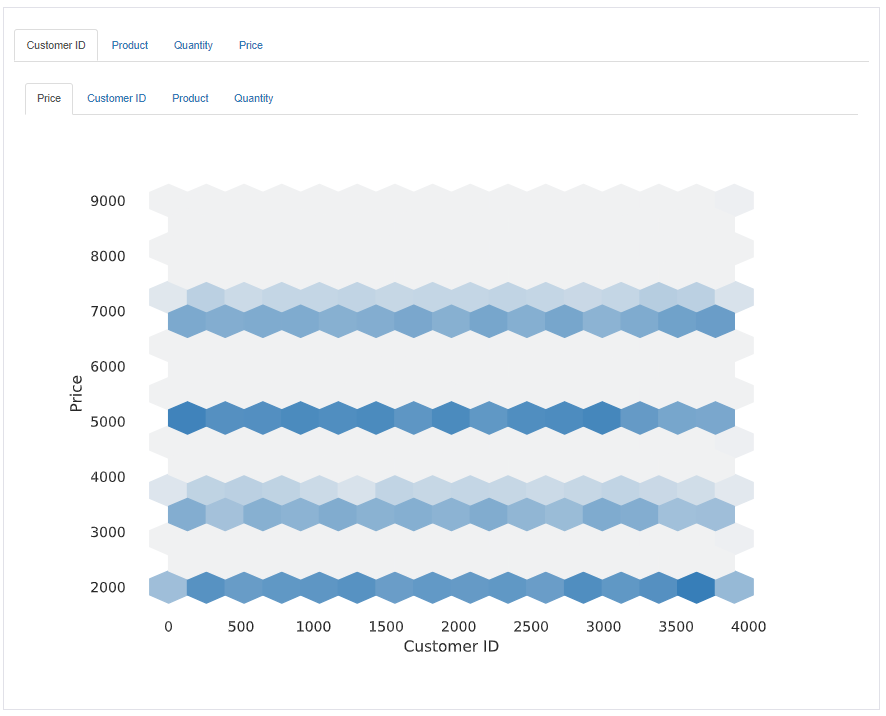 Customer ID Product Quantity Price
Price Customer ID Product Quantity
9000
8000
7000
6000
5000
4000
3000
2000
Price
0 500 1000 1500 2000 2500 3000 3500 4000
Customer ID